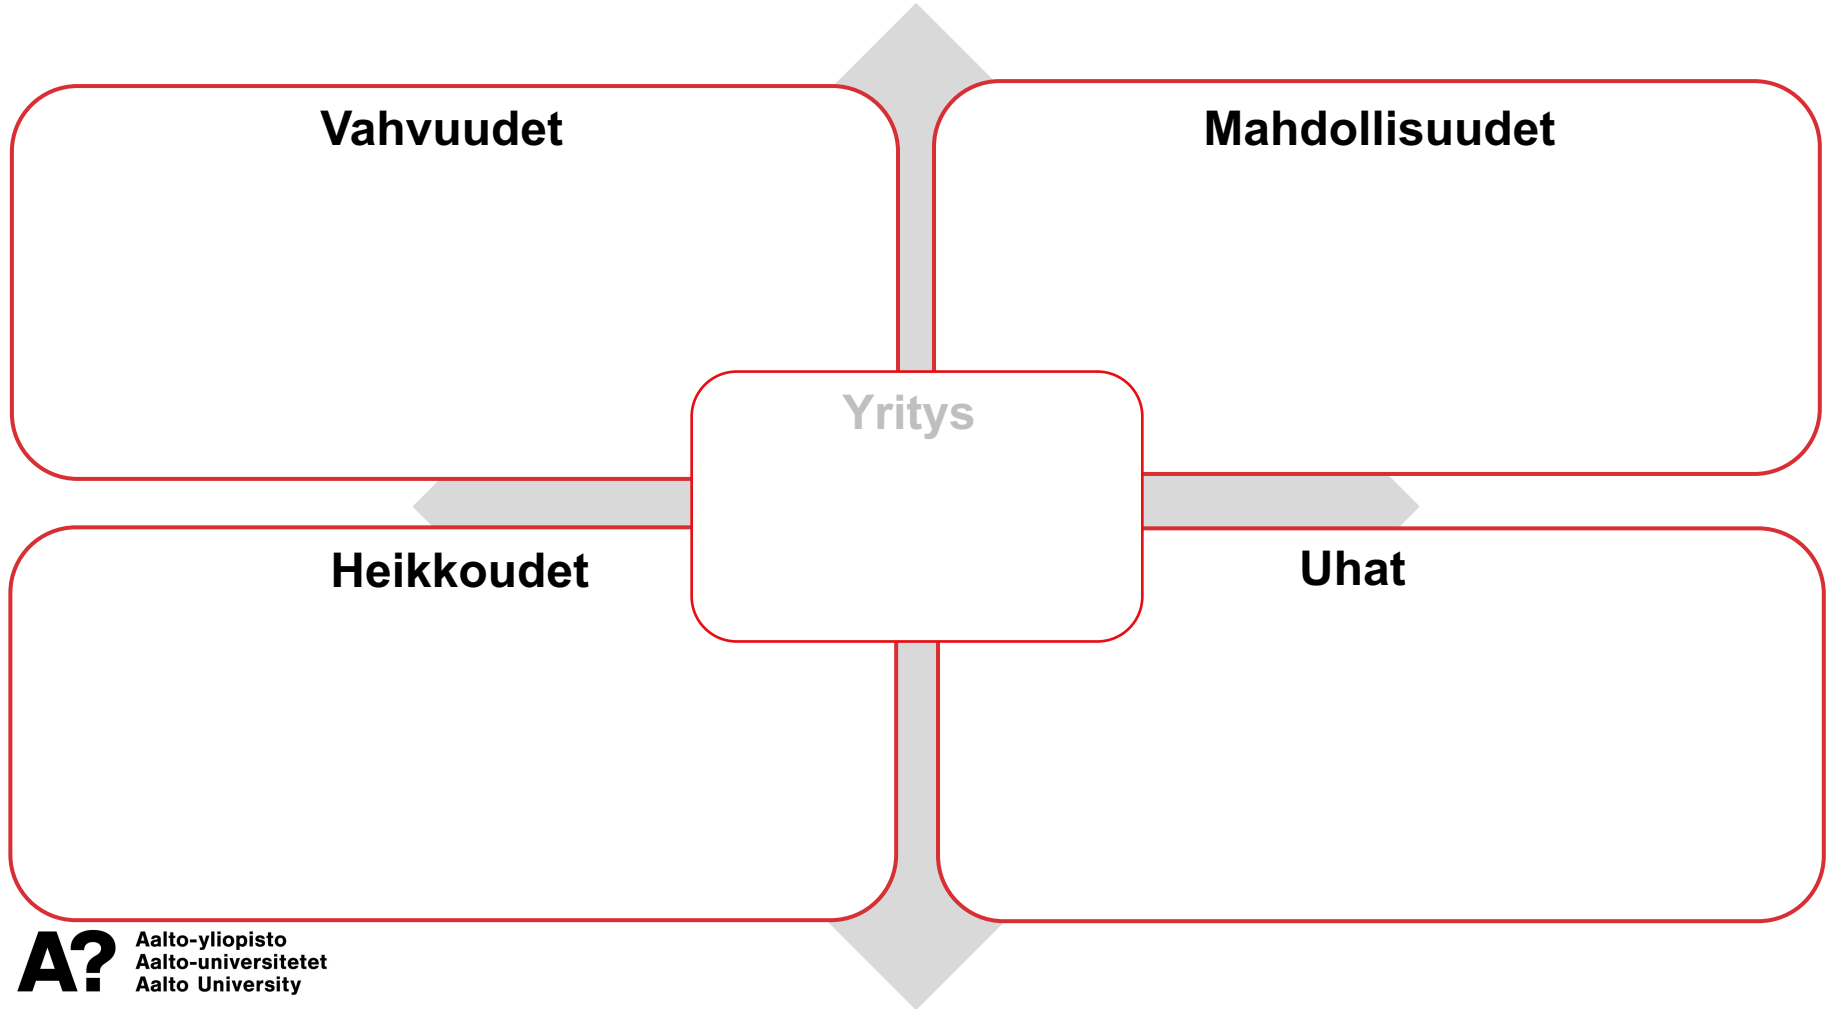 Vahvuudet
Mahdollisuudet
Yritys
Heikkoudet
Uhat
A?
Aalto-yliopisto
Aalto-universitetet
Aalto University